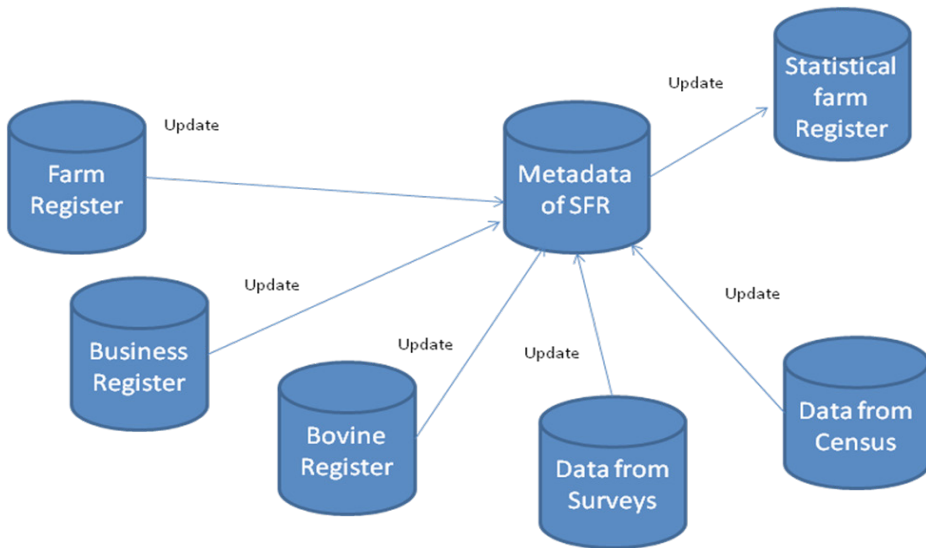 Statistical
farm
Register
Update
Update
Farm
Register
Metadada
of SFR
Update
Business
Register
Update
Bovine
Register
Update
Data from
Surveys
Update
Data from
Census